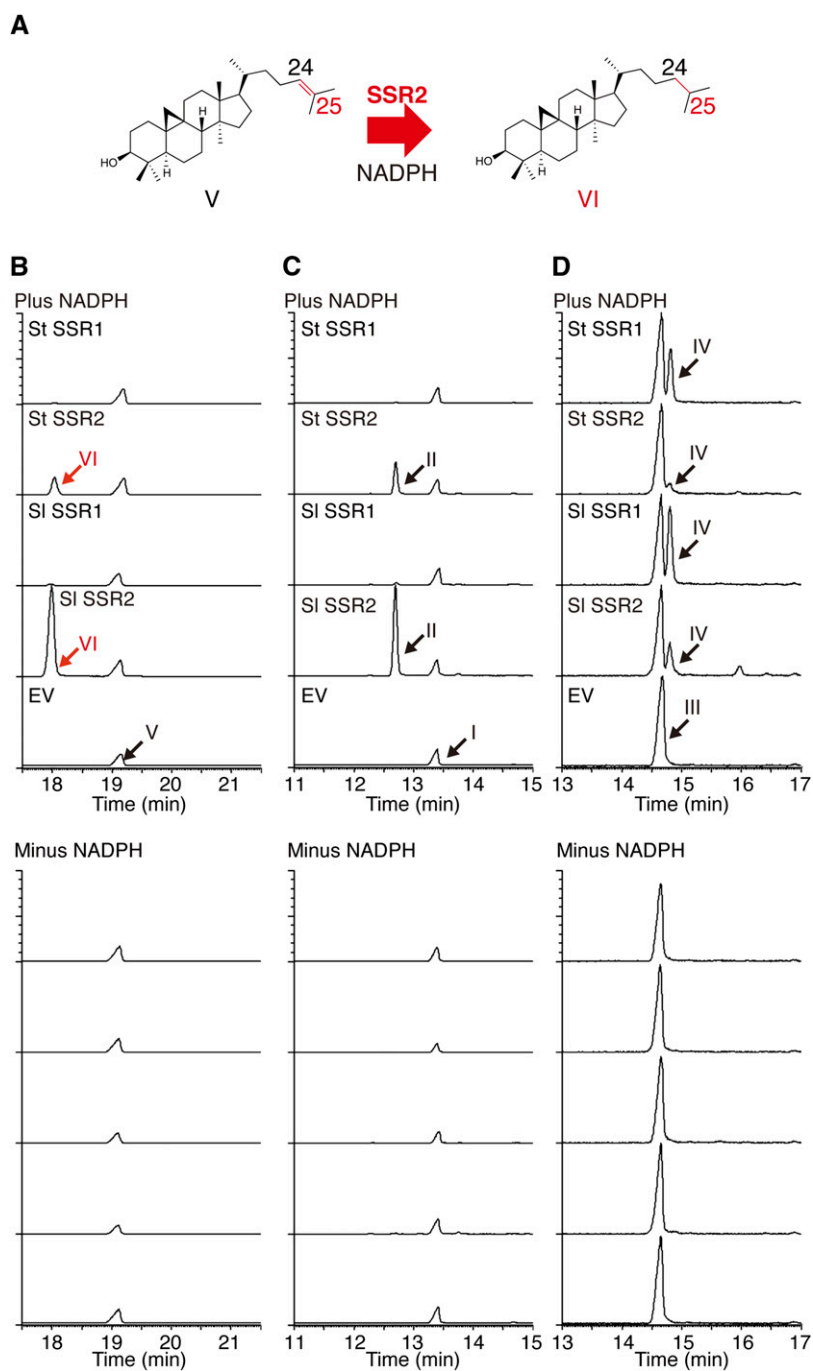 A
24
25
H
H
HO
V
SSR2
NADPH
25
H
H
HO
VI
B
C
D
Plus NADPH
Plus NADPH
Plus NADPH
St SSR1
St SSR1
St SSR1
IV
St SSR2
St SSR2
St SSR2
VI
II
IV
Sl SSR1
Sl SSR1
Sl SSR1
IV
Sl SSR2
Sl SSR2
Sl SSR2
VI
II
IV
EV
EV
EV
V
I
III
18 19 20 21
11 12 13 14 15
13 14 15 16 17
Time (min)
Time (min)
Time (min)
Minus NADPH
Minus NADPH
Minus NADPH
18 19 20 21
11 12 13 14 15
13 14 15 16 17
Time (min)
Time (min)
Time (min)